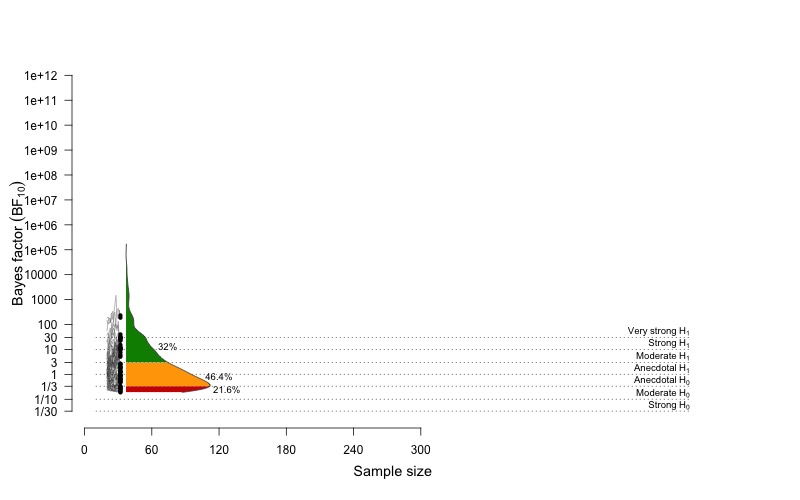 1e+12
1e+11
1e+10
1e+09
1e+08
1e+07
1e+06
1e+05
10000
1000
100
30
10
3
1
1/3
1/10
1/30
Bayes factor (BF₁₀)
32%
46.4%
21.6%
Very strong H₁
Strong H₁
Moderate H₁
Anecdotal H₁
Anecdotal H₀
Moderate H₀
Strong H₀
0 60 120 180 240 300
Sample size